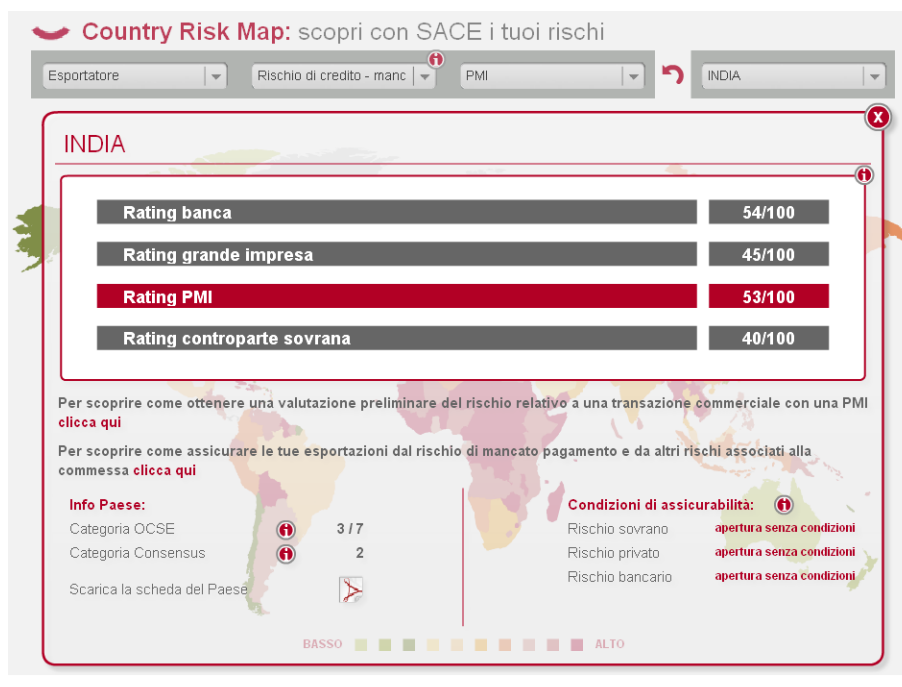 Country Risk Map: scopri con SACE i tuoi rischi
Esportatore
Rischio di credito - manc
PMI
INDIA
X
INDIA
Rating banca 54/100
Rating grande impresa 45/100
Rating PMI 53/100
Rating controparte sovrana 40/100
Per scoprire come ottenere una valutazione preliminare del rischio relativo a una transazione commerciale con una PMI
clicca qui
Per scoprire come assicurare le tue esportazioni dal rischio di mancato pagamento e da altri rischi associati alla
commessa clicca qui
Info Paese:
Categoria OCSE 3 / 7
Categoria Consensus 2
Scarica la scheda del Paese
Condizioni di assicurabilità:
Rischio sovrano apertura senza condizioni
Rischio privato apertura senza condizioni
Rischio bancario apertura senza condizioni
BASSO ALTO